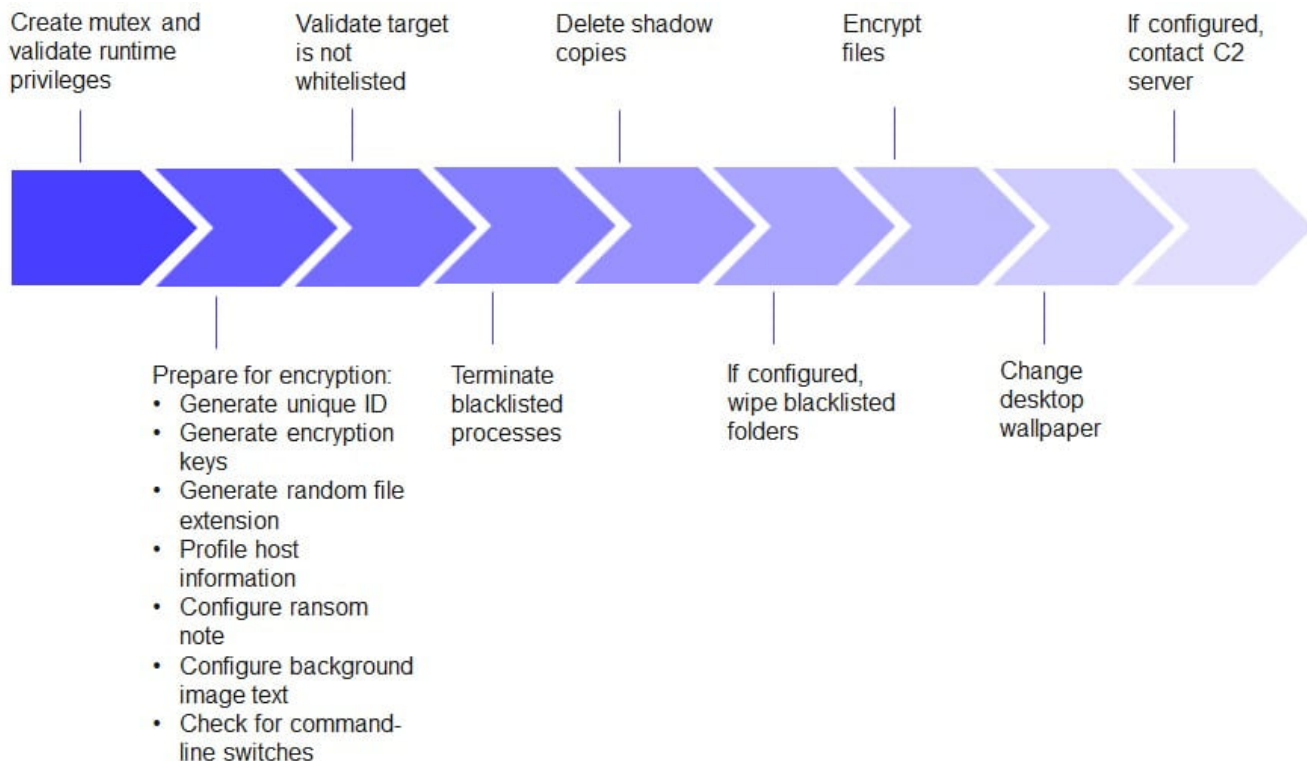 Create mutex and
validate runtime
privileges
Validate target
is not
whitelisted
Delete shadow
copies
Encrypt
files
If configured,
contact C2
server
Prepare for encryption:
• Generate unique ID
• Generate encryption
keys
• Generate random file
extension
• Profile host
information
• Configure ransom
note
• Configure background
image text
• Check for command-
line switches
Terminate
blacklisted
processes
If configured,
wipe blacklisted
folders
Change
desktop
wallpaper